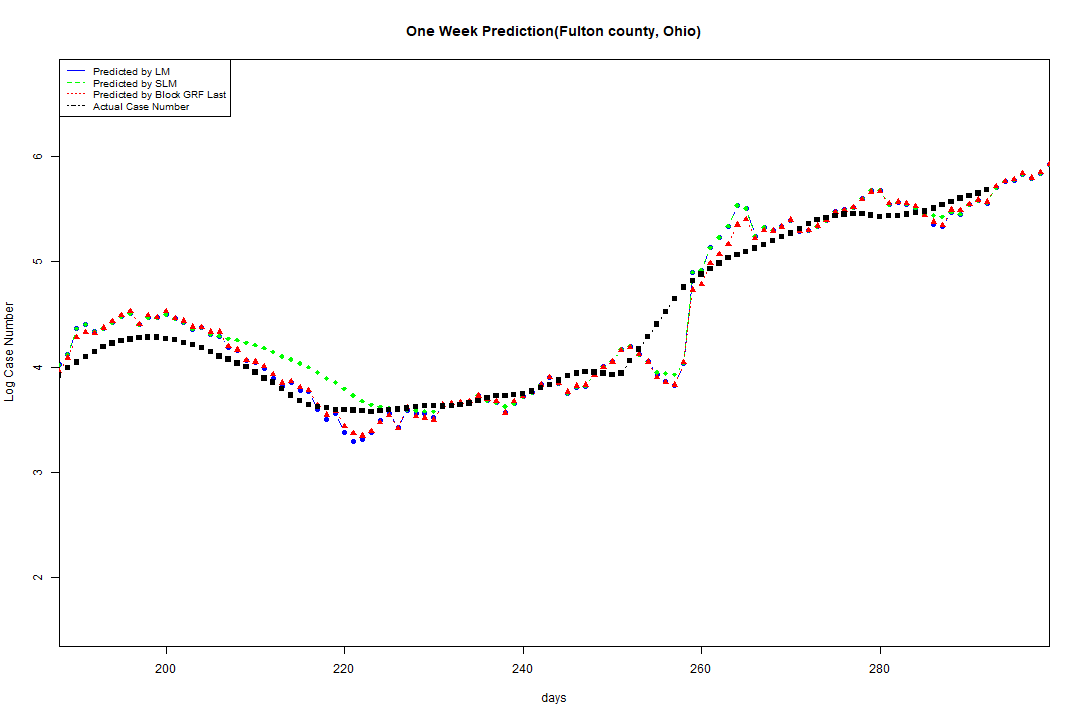 One Week Prediction(Fulton county, Ohio)
Predicted by LM
Predicted by SLM
Predicted by Block GRF Last
Actual Case Number
6
5
4
3
2
Log Case Number
200 220 240 260 280
days